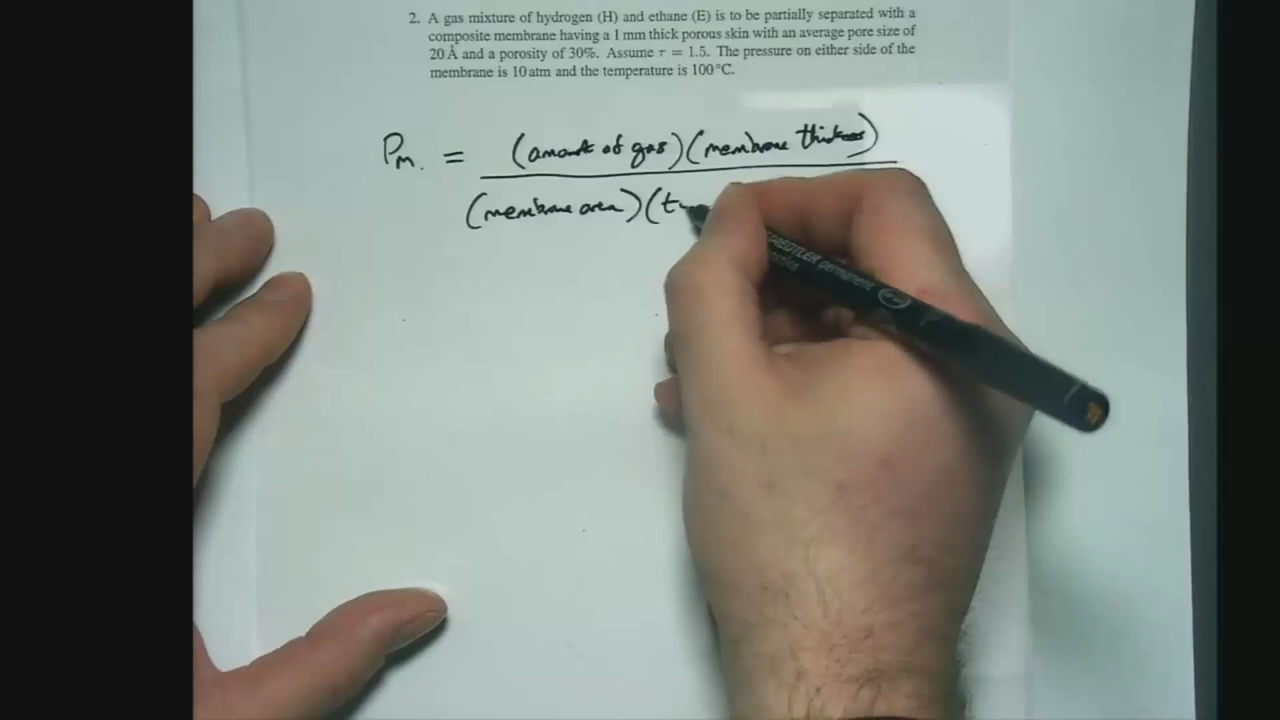 2. A gas mixture of hydrogen (H) and ethane (E) is to be partially separated with a
composite membrane having a 1 mm thick porous skin with an average pore size of
20 Å and a porosity of 30%. Assume τ = 1.5. The pressure on either side of the
membrane is 10 atm and the temperature is 100°C.
Pm. = (amount of gas)(membrane thickness)
(membrane area)(t
STAEDTLER permanent